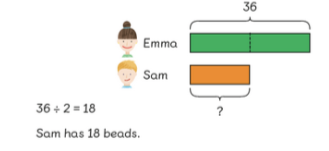 36
Emma
Sam
?
36 ÷ 2 = 18
Sam has 18 beads.